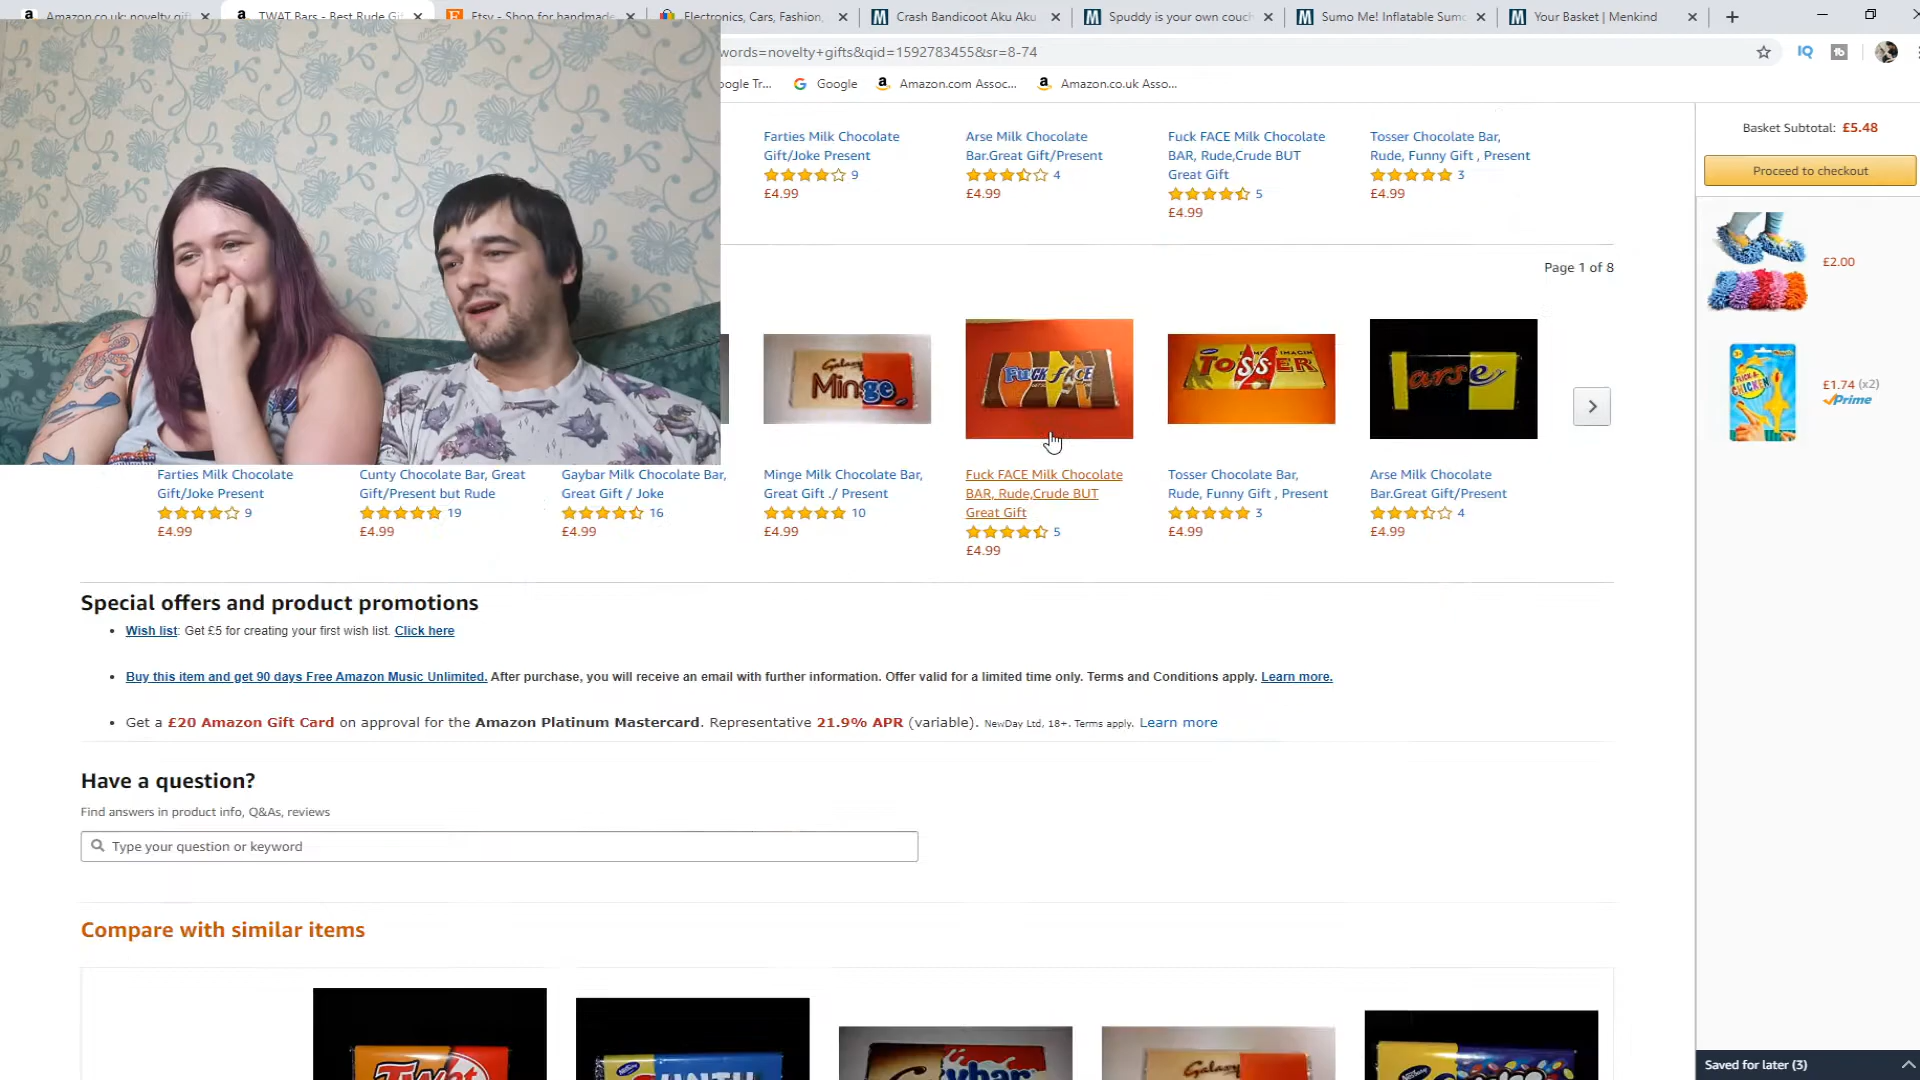 Amazon.co.uk: novelty gift
TWAT Bars - Best Rude Gi
Etsy - Shop for handmade
Electronics, Cars, Fashion,
Crash Bandicoot Aku Aku
Spuddy is your own couch
Sumo Me! Inflatable Sumo
Your Basket | Menkind
words=novelty+gifts&qid=1592783455&sr=8-74
oogle Tr...
Google
Amazon.com Assoc...
Amazon.co.uk Asso...
Farties Milk Chocolate
Gift/Joke Present
9
£4.99
Arse Milk Chocolate
Bar.Great Gift/Present
4
£4.99
Fuck FACE Milk Chocolate
BAR, Rude,Crude BUT
Great Gift
5
£4.99
Tosser Chocolate Bar,
Rude, Funny Gift , Present
3
£4.99
Basket Subtotal: £5.48
Proceed to checkout
£2.00
FLICK A
CHICKEN
£1.74 (x2)
Prime
Page 1 of 8
Galaxy
Minge
Fuck fAcE
TOSSER
arse
Farties Milk Chocolate
Gift/Joke Present
9
£4.99
Cunty Chocolate Bar, Great
Gift/Present but Rude
19
£4.99
Gaybar Milk Chocolate Bar,
Great Gift / Joke
16
£4.99
Minge Milk Chocolate Bar,
Great Gift ./ Present
10
£4.99
Fuck FACE Milk Chocolate
BAR, Rude,Crude BUT
Great Gift
5
£4.99
Tosser Chocolate Bar,
Rude, Funny Gift , Present
3
£4.99
Arse Milk Chocolate
Bar.Great Gift/Present
4
£4.99
Special offers and product promotions
Wish list: Get £5 for creating your first wish list. Click here
Buy this item and get 90 days Free Amazon Music Unlimited. After purchase, you will receive an email with further information. Offer valid for a limited time only. Terms and Conditions apply. Learn more.
Get a £20 Amazon Gift Card on approval for the Amazon Platinum Mastercard. Representative 21.9% APR (variable). NewDay Ltd, 18+. Terms apply. Learn more
Have a question?
Find answers in product info, Q&As, reviews
Type your question or keyword
Compare with similar items
Twat
Galaxy
Saved for later (3)